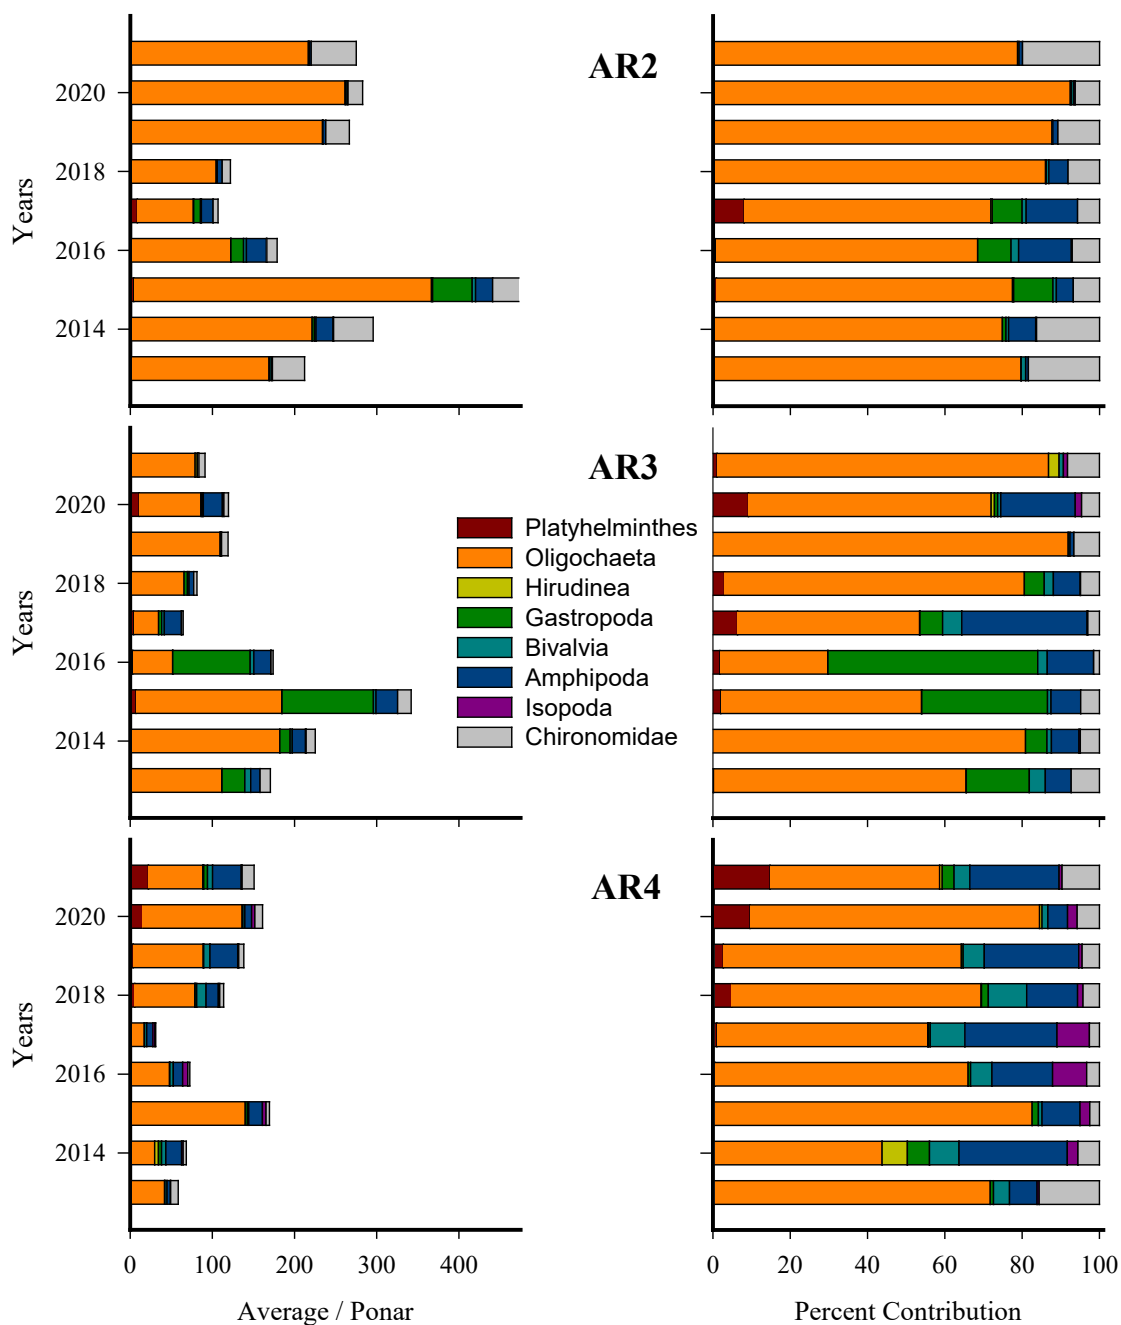 AR2
2020
2018
2016
2014
Years
AR3
2020
2018
2016
2014
Years
Platyhelminthes
Oligochaeta
Hirudinea
Gastropoda
Bivalvia
Amphipoda
Isopoda
Chironomidae
AR4
2020
2018
2016
2014
Years
0 100 200 300 400
0 20 40 60 80 100
Average / Ponar
Percent Contribution